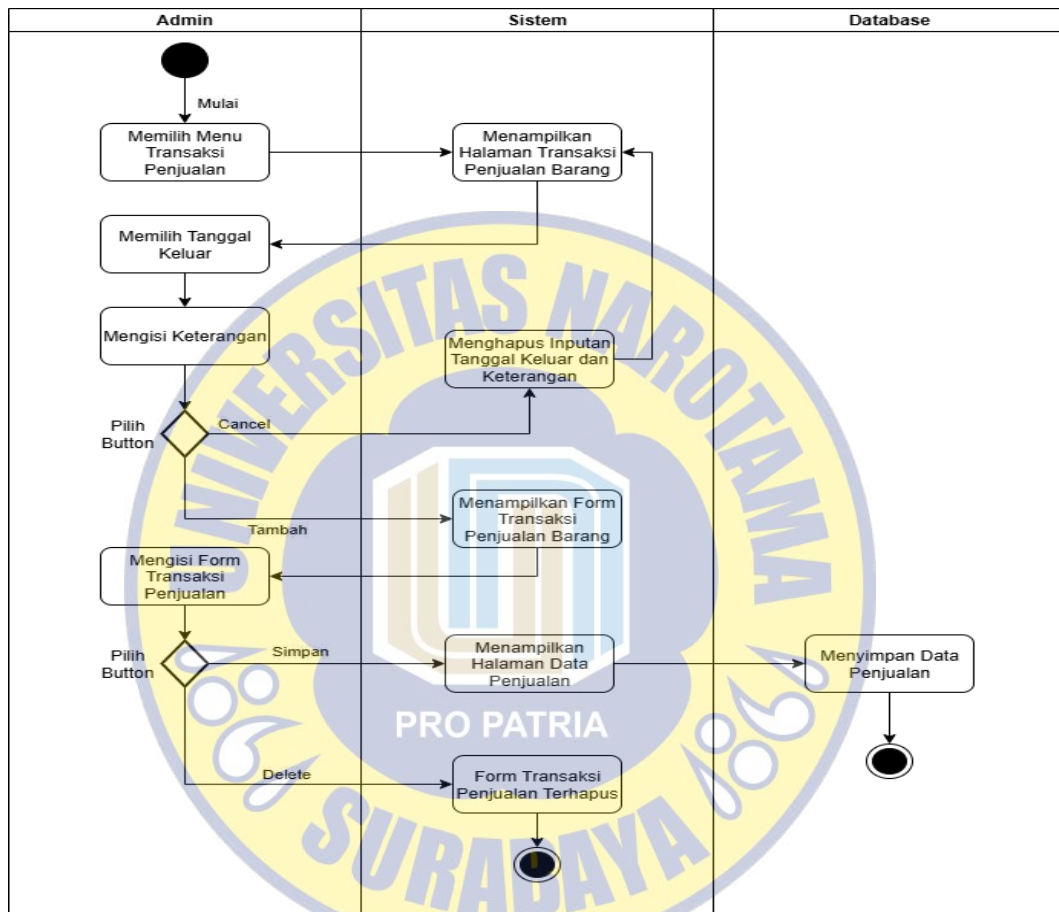 Admin
Sistem
Database
Mulai
Memilih Menu
Transaksi
Penjualan
Menampilkan
Halaman Transaksi
Penjualan Barang
Memilih Tanggal
Keluar
Mengisi Keterangan
Menghapus Inputan
Tanggal Keluar dan
Keterangan
Pilih
Button
Cancel
Tambah
Menampilkan Form
Transaksi
Penjualan Barang
Mengisi Form
Transaksi
Penjualan
Pilih
Button
Simpan
Menampilkan
Halaman Data
Penjualan
Menyimpan Data
Penjualan
Delete
Form Transaksi
Penjualan Terhapus
UNIVERSITAS NAROTAMA
PRO PATRIA
SURABAYA